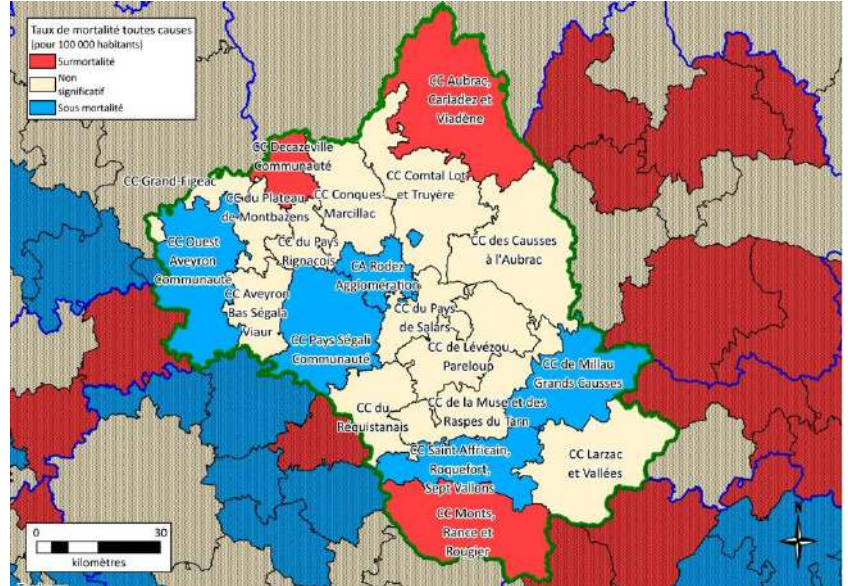 Taux de mortalité toutes causes
(pour 100 000 habitants)
Surmortalité
Non
significatif
Sous mortalité
CC Aubrac,
Carladez et
Viadène
CC Decazeville
Communauté
CC Grand-Figeac
CC du Plateau
de Montbazens
CC Conques-
Marcillac
CC Comtal Lot
et Truyère
CC Ouest
Aveyron
Communauté
CC du Pays
Rignacois
CA Rodez
Agglomération
CC des Causses
à l'Aubrac
CC Aveyron
Bas Ségala
Viaur
CC du Pays
de Salars
CC Pays Ségali
Communauté
CC de Lévézou
Pareloup
CC de Millau
Grands Causses
CC du
Réquistanais
CC de la Muse et des
Raspes du Tarn
CC Saint Affricain,
Roquefort,
Sept Vallons
CC Larzac
et Vallées
CC Monts,
Rance et
Rougier
0 30
kilomètres
N